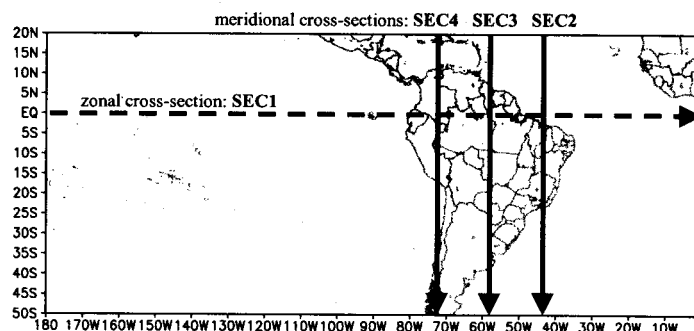 meridional cross-sections: SEC4 SEC3 SEC2
20N
15N
10N
5N
zonal cross-section: SEC1
EQ
5S
10S
15S
20S
25S
30S
35S
40S
45S
50S
180 170W 160W 150W 140W 130W 120W 110W 100W 90W 80W 70W 60W 50W 40W 30W 20W 10W